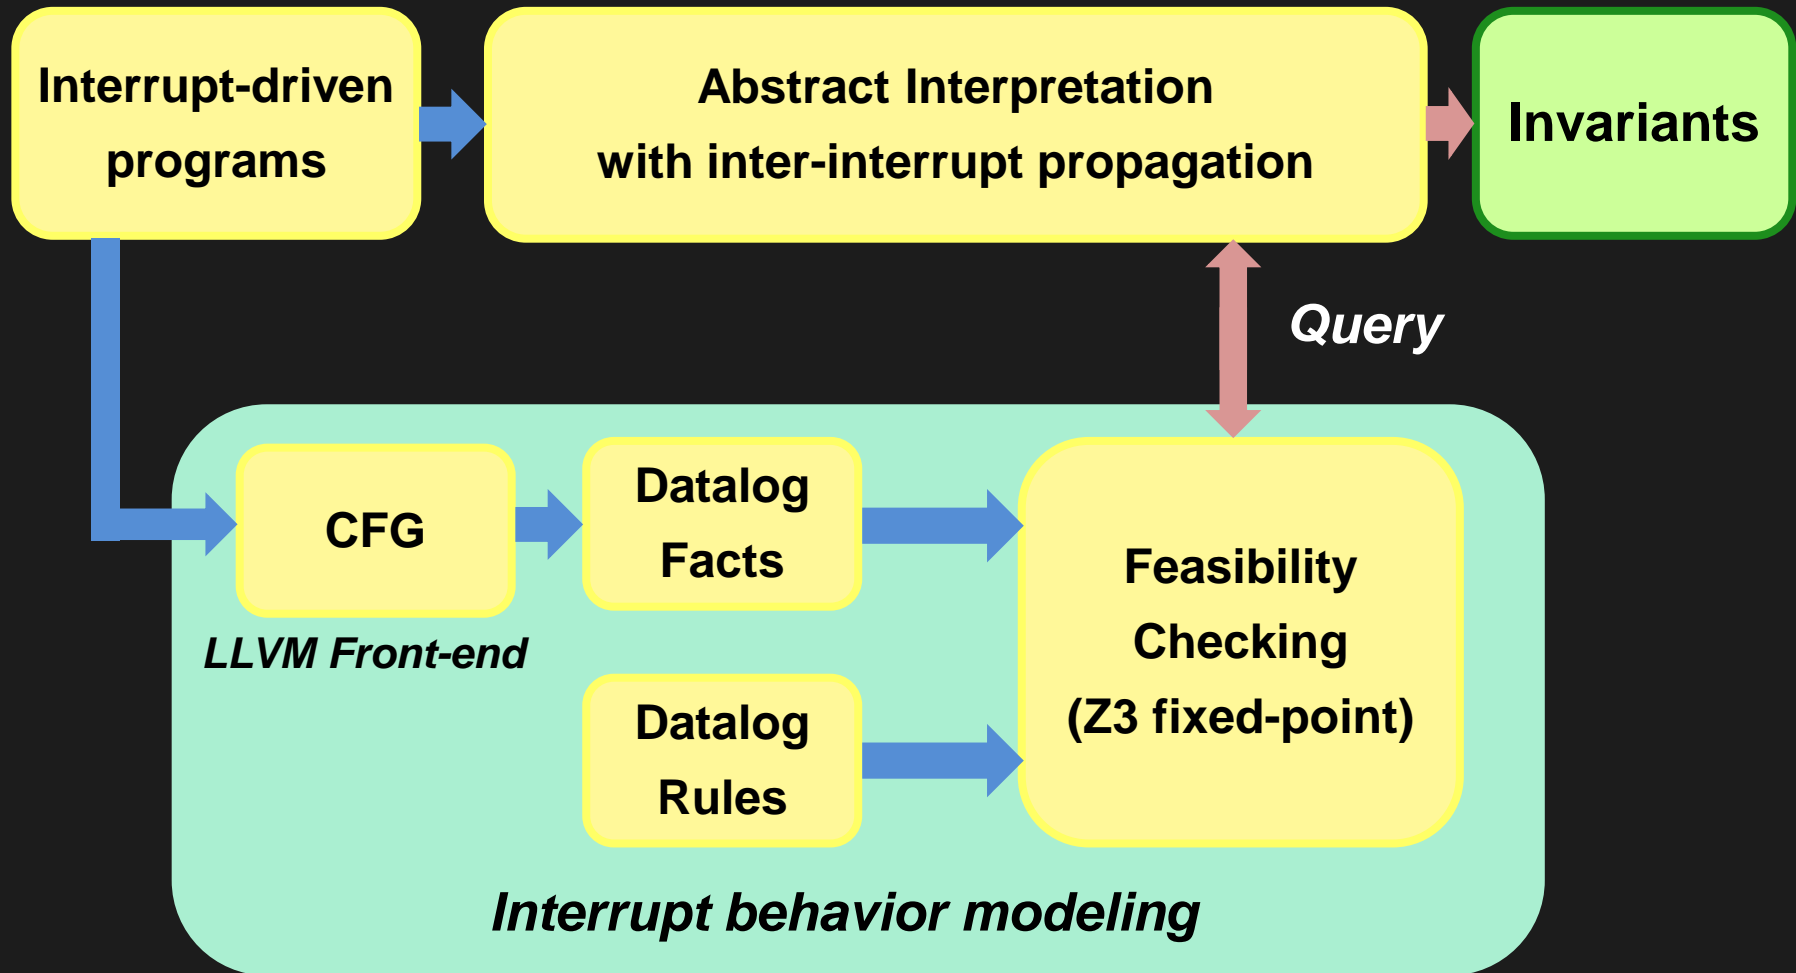 Interrupt-driven
programs
Abstract Interpretation
with inter-interrupt propagation
Invariants
Query
CFG
LLVM Front-end
Datalog
Facts
Datalog
Rules
Feasibility
Checking
(Z3 fixed-point)
Interrupt behavior modeling